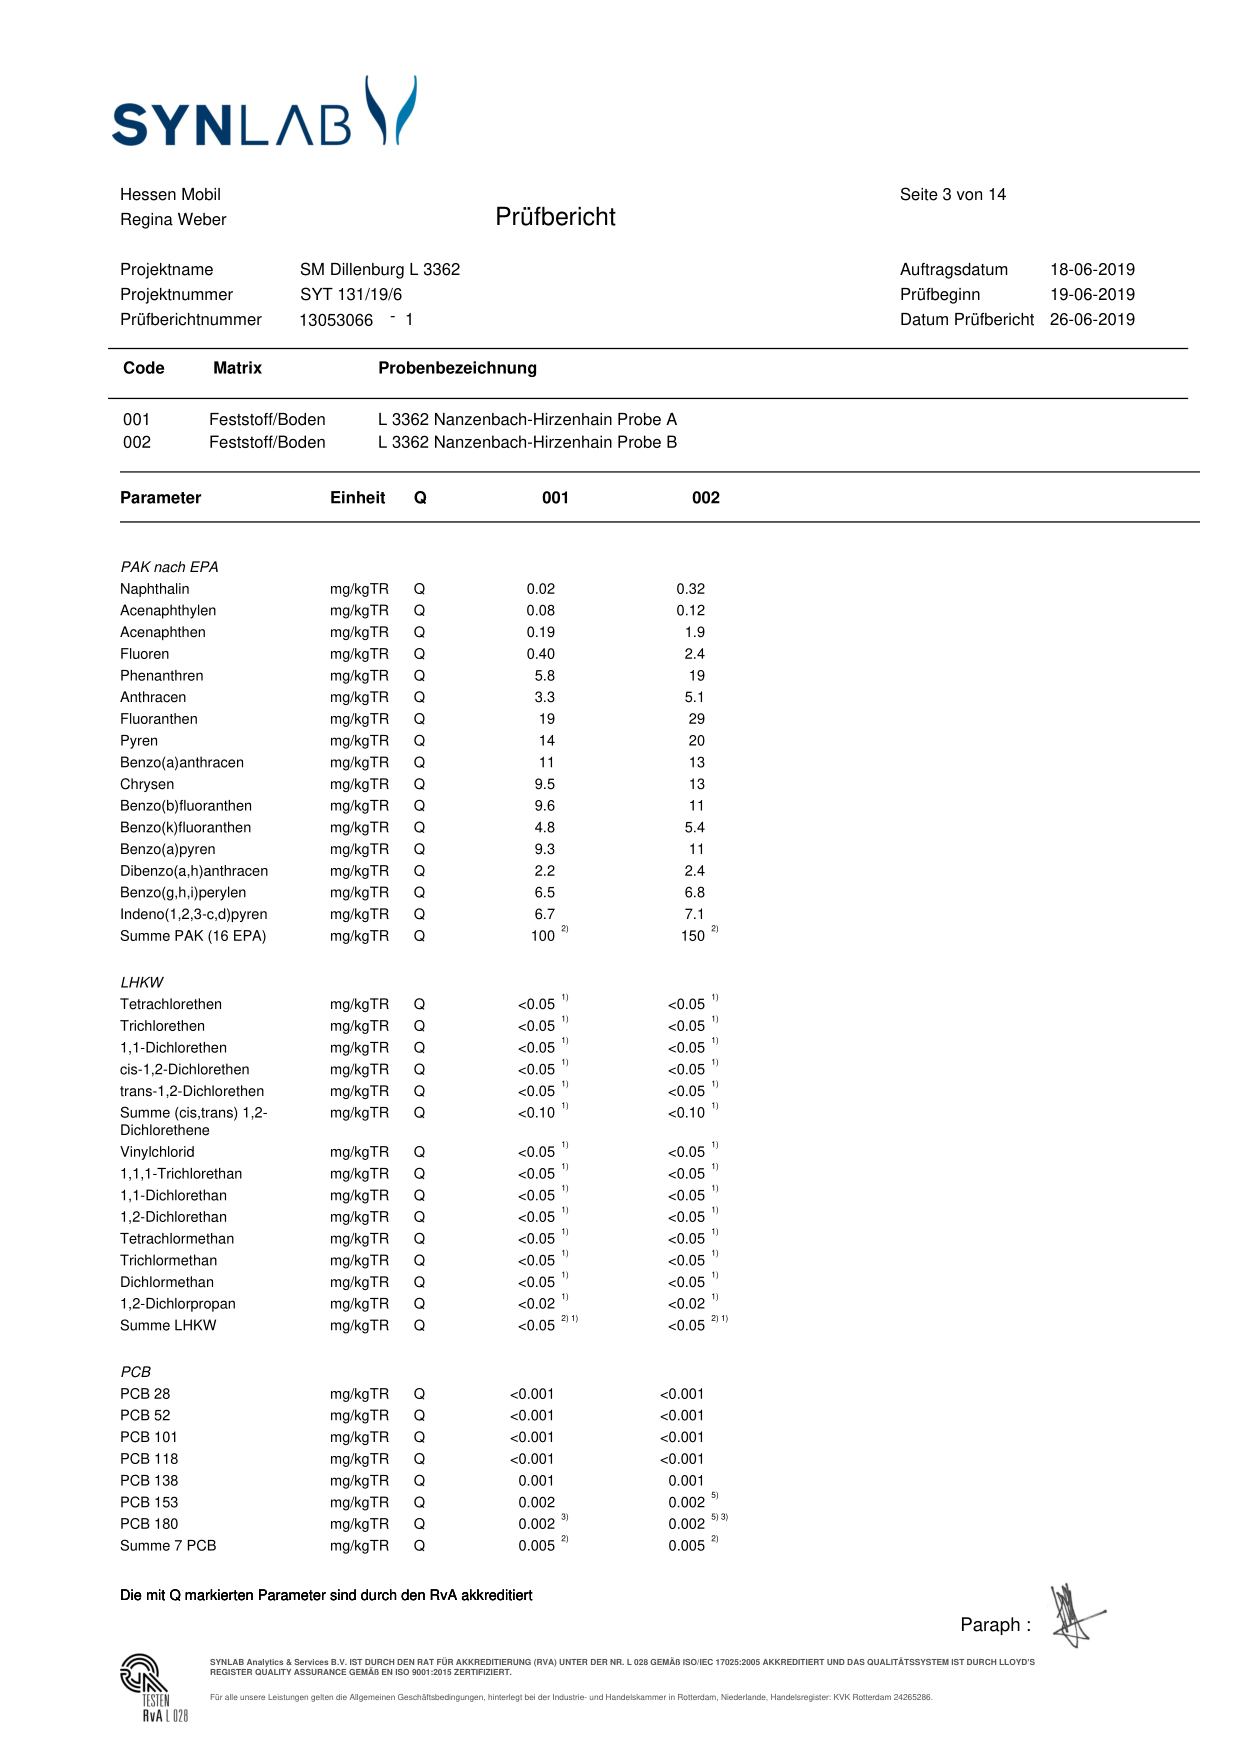 SYNLAB
Hessen Mobil
Seite 3 von 14
Regina Weber
Prüfbericht
Projektname SM Dillenburg L 3362 Auftragsdatum 18-06-2019
Projektnummer SYT 131/19/6 Prüfbeginn 19-06-2019
Prüfberichtnummer 13053066 - 1 Datum Prüfbericht 26-06-2019
Code Matrix Probenbezeichnung
001 Feststoff/Boden L 3362 Nanzenbach-Hirzenhain Probe A
002 Feststoff/Boden L 3362 Nanzenbach-Hirzenhain Probe B
Parameter Einheit Q 001 002
PAK nach EPA
Naphthalin mg/kgTR Q 0.02 0.32
Acenaphthylen mg/kgTR Q 0.08 0.12
Acenaphthen mg/kgTR Q 0.19 1.9
Fluoren mg/kgTR Q 0.40 2.4
Phenanthren mg/kgTR Q 5.8 19
Anthracen mg/kgTR Q 3.3 5.1
Fluoranthen mg/kgTR Q 19 29
Pyren mg/kgTR Q 14 20
Benzo(a)anthracen mg/kgTR Q 11 13
Chrysen mg/kgTR Q 9.5 13
Benzo(b)fluoranthen mg/kgTR Q 9.6 11
Benzo(k)fluoranthen mg/kgTR Q 4.8 5.4
Benzo(a)pyren mg/kgTR Q 9.3 11
Dibenzo(a,h)anthracen mg/kgTR Q 2.2 2.4
Benzo(g,h,i)perylen mg/kgTR Q 6.5 6.8
Indeno(1,2,3-c,d)pyren mg/kgTR Q 6.7 7.1
Summe PAK (16 EPA) mg/kgTR Q 100 2) 150 2)
LHKW
Tetrachlorethen mg/kgTR Q <0.05 1) <0.05 1)
Trichlorethen mg/kgTR Q <0.05 1) <0.05 1)
1,1-Dichlorethen mg/kgTR Q <0.05 1) <0.05 1)
cis-1,2-Dichlorethen mg/kgTR Q <0.05 1) <0.05 1)
trans-1,2-Dichlorethen mg/kgTR Q <0.05 1) <0.05 1)
Summe (cis,trans) 1,2- mg/kgTR Q <0.10 1) <0.10 1)
Dichlorethene
Vinylchlorid mg/kgTR Q <0.05 1) <0.05 1)
1,1,1-Trichlorethan mg/kgTR Q <0.05 1) <0.05 1)
1,1-Dichlorethan mg/kgTR Q <0.05 1) <0.05 1)
1,2-Dichlorethan mg/kgTR Q <0.05 1) <0.05 1)
Tetrachlormethan mg/kgTR Q <0.05 1) <0.05 1)
Trichlormethan mg/kgTR Q <0.05 1) <0.05 1)
Dichlormethan mg/kgTR Q <0.05 1) <0.05 1)
1,2-Dichlorpropan mg/kgTR Q <0.02 1) <0.02 1)
Summe LHKW mg/kgTR Q <0.05 2) 1) <0.05 2) 1)
PCB
PCB 28 mg/kgTR Q <0.001 <0.001
PCB 52 mg/kgTR Q <0.001 <0.001
PCB 101 mg/kgTR Q <0.001 <0.001
PCB 118 mg/kgTR Q <0.001 <0.001
PCB 138 mg/kgTR Q 0.001 0.001
PCB 153 mg/kgTR Q 0.002 0.002 5)
PCB 180 mg/kgTR Q 0.002 3) 0.002 5) 3)
Summe 7 PCB mg/kgTR Q 0.005 2) 0.005 2)
Die mit Q markierten Parameter sind durch den RvA akkreditiert
Paraph :
SYNLAB Analytics & Services B.V. IST DURCH DEN RAT FÜR AKKREDITIERUNG (RVA) UNTER DER NR. L 028 GEMÄß ISO/IEC 17025:2005 AKKREDITIERT UND DAS QUALITÄTSSYSTEM IST DURCH LLOYD'S
REGISTER QUALITY ASSURANCE GEMÄß EN ISO 9001:2015 ZERTIFIZIERT.
Für alle unsere Leistungen gelten die Allgemeinen Geschäftsbedingungen, hinterlegt bei der Industrie- und Handelskammer in Rotterdam, Niederlande, Handelsregister: KVK Rotterdam 24265286.
TESTEN
RvA L 028